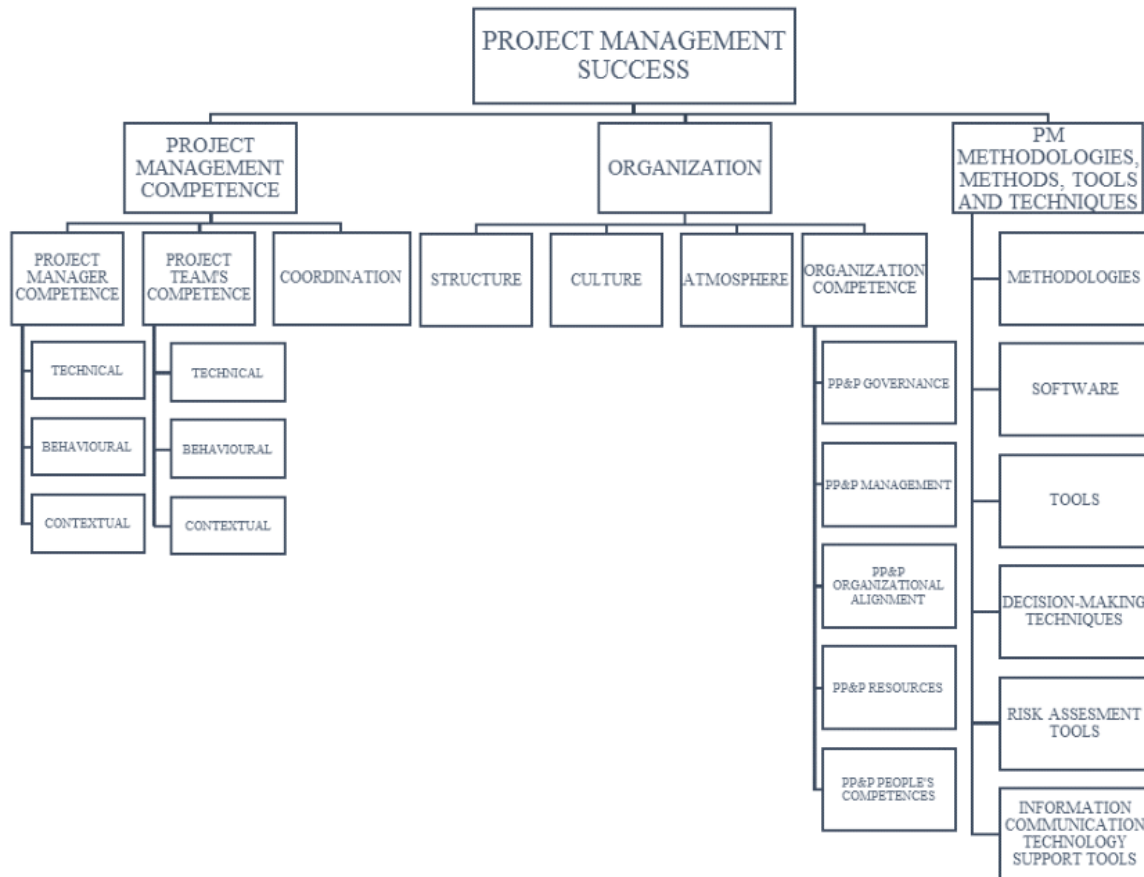 PROJECT MANAGEMENT
SUCCESS
PROJECT
MANAGEMENT
COMPETENCE
ORGANIZATION
PM
METHODOLOGIES,
METHODS, TOOLS
AND TECHNIQUES
PROJECT
MANAGER
COMPETENCE
PROJECT
TEAM'S
COMPETENCE
COORDINATION
STRUCTURE
CULTURE
ATMOSPHERE
ORGANIZATION
COMPETENCE
TECHNICAL
BEHAVIOURAL
CONTEXTUAL
TECHNICAL
BEHAVIOURAL
CONTEXTUAL
PP&P GOVERNANCE
PP&P MANAGEMENT
PP&P
ORGANIZATIONAL
ALIGNMENT
PP&P RESOURCES
PP&P PEOPLE'S
COMPETENCES
METHODOLOGIES
SOFTWARE
TOOLS
DECISION-MAKING
TECHNIQUES
RISK ASSESMENT
TOOLS
INFORMATION
COMMUNICATION
TECHNOLOGY
SUPPORT TOOLS